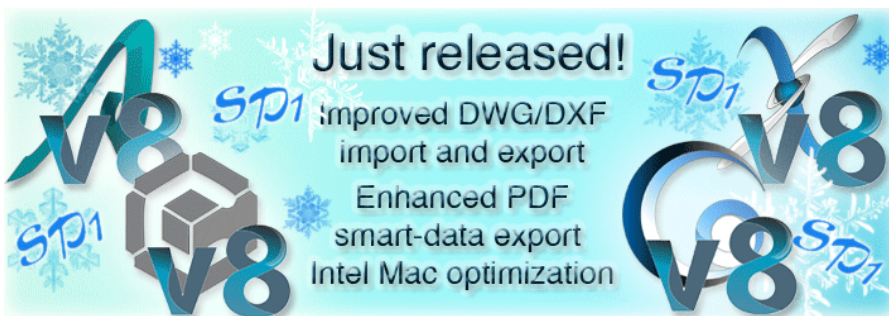 Just released!
SP1
SP1
Improved DWG/DXF
v8
v8
import and export
Enhanced PDF
SP1
smart-data export
SP1
v8
v8
Intel Mac optimization